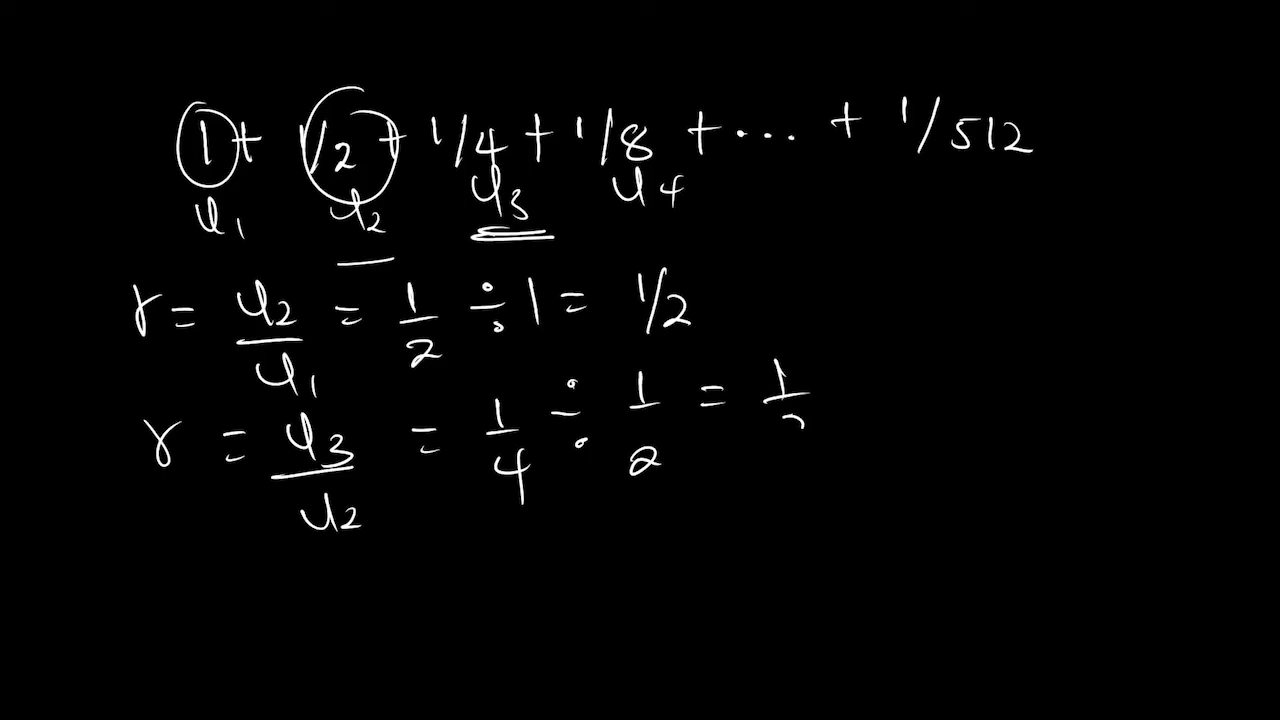 1 + 1/2 + 1/4 + 1/8 + ... + 1/512
u1 u2 u3 u4
r = u2/u1 = 1/2 ÷ 1 = 1/2
r = u3/u2 = 1/4 ÷ 1/2 = 1/